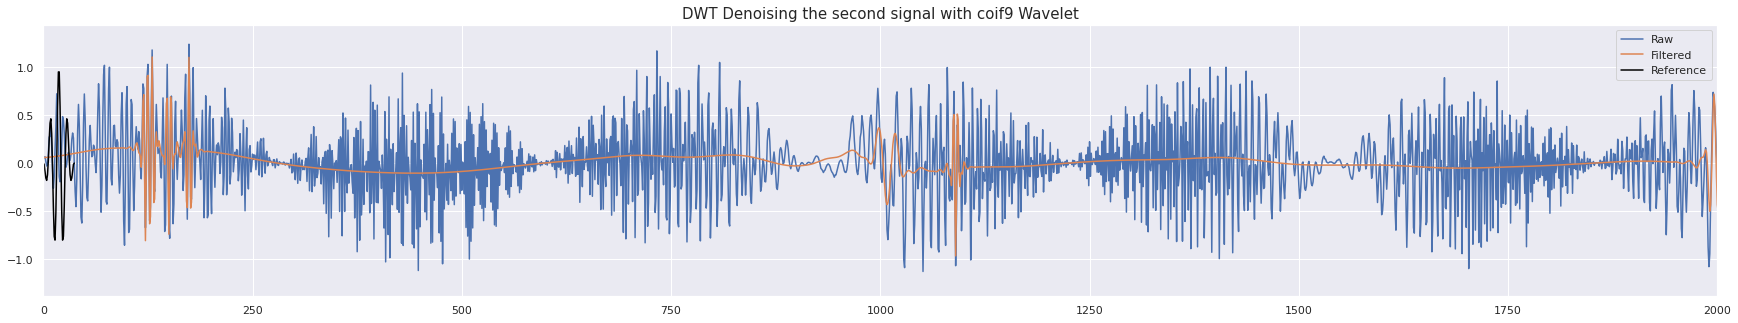 DWT Denoising the second signal with coif9 Wavelet
Raw
Filtered
Reference
1.0
0.5
0.0
−0.5
−1.0
0 250 500 750 1000 1250 1500 1750 2000